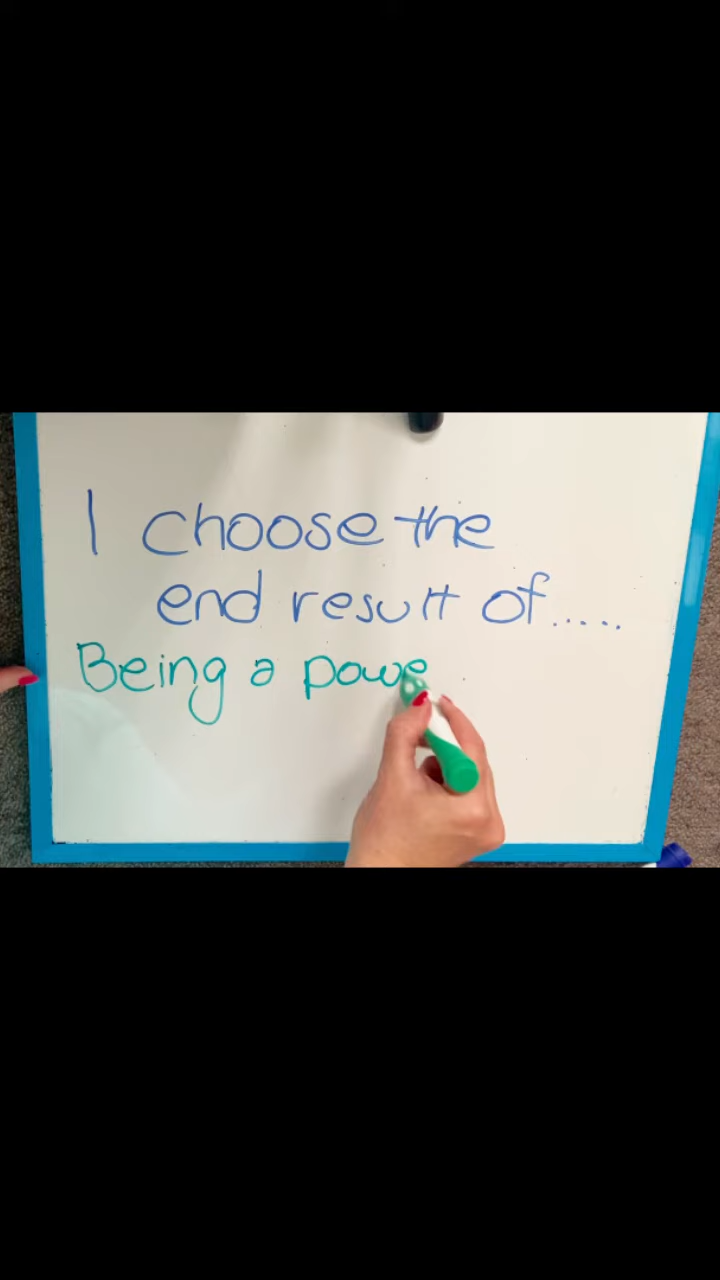 I choose the
end result of.....
Being a powe